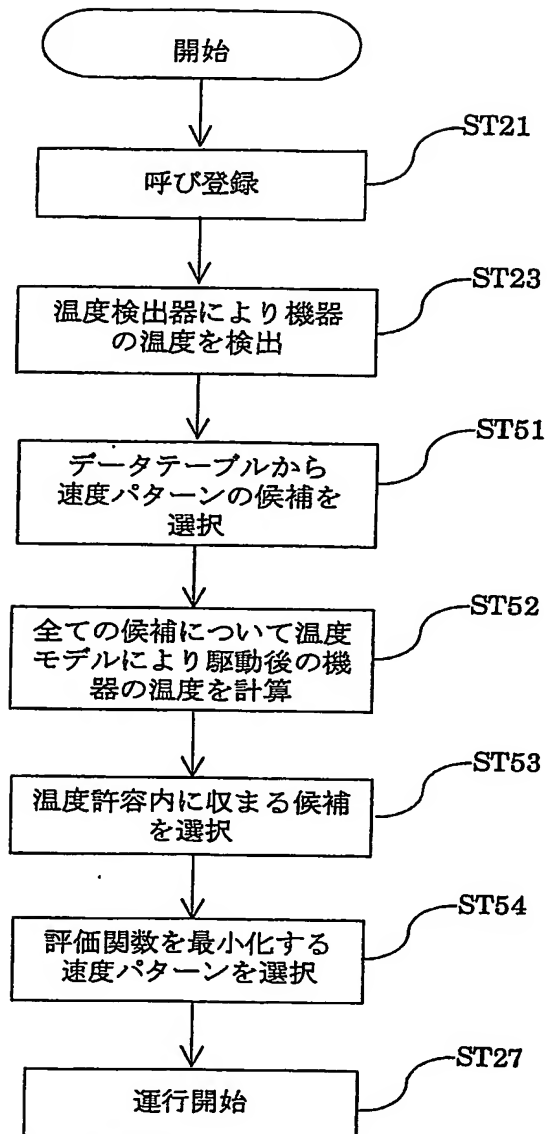 開始
ST21
呼び登録
ST23
温度検出器により機器
の温度を検出
ST51
データテーブルから
速度パターンの候補を
選択
ST52
全ての候補について温度
モデルにより駆動後の機
器の温度を計算
ST53
温度許容内に収まる候補
を選択
ST54
評価関数を最小化する
速度パターンを選択
ST27
運行開始